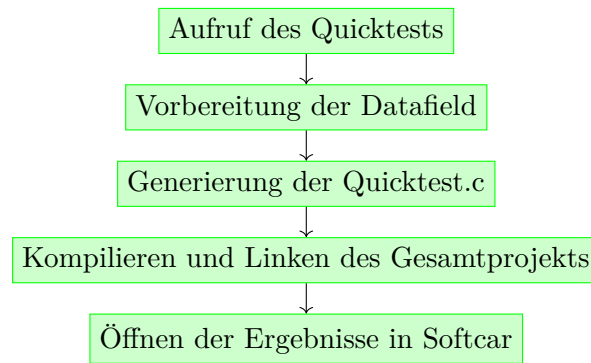 Aufruf des Quicktests
Vorbereitung der Datafield
Generierung der Quicktest.c
Kompilieren und Linken des Gesamtprojekts
Öffnen der Ergebnisse in Softcar